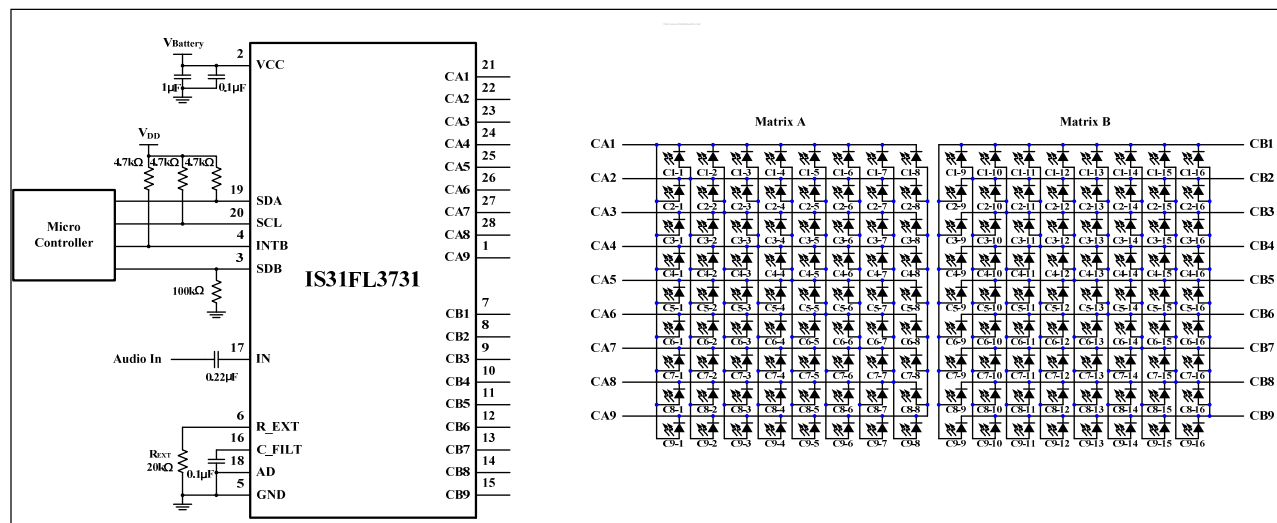 VBattery
2
VCC
1μF
0.1μF
VDD
4.7kΩ 4.7kΩ 4.7kΩ
Micro
Controller
19
SDA
20
SCL
4
INTB
3
SDB
100kΩ
Audio In
0.22μF
17
IN
6
R_EXT
16
C_FILT
18
AD
5
GND
REXT
20kΩ
0.1μF
IS31FL3731
21
CA1
22
CA2
23
CA3
24
CA4
25
CA5
26
CA6
27
CA7
28
CA8
1
CA9
7
CB1
8
CB2
9
CB3
10
CB4
11
CB5
12
CB6
13
CB7
14
CB8
15
CB9
Matrix A
Matrix B
CA1
CB1
C1-1 C1-2 C1-3 C1-4 C1-5 C1-6 C1-7 C1-8 C1-9 C1-10 C1-11 C1-12 C1-13 C1-14 C1-15 C1-16
CA2
CB2
C2-1 C2-2 C2-3 C2-4 C2-5 C2-6 C2-7 C2-8 C2-9 C2-10 C2-11 C2-12 C2-13 C2-14 C2-15 C2-16
CA3
CB3
C3-1 C3-2 C3-3 C3-4 C3-5 C3-6 C3-7 C3-8 C3-9 C3-10 C3-11 C3-12 C3-13 C3-14 C3-15 C3-16
CA4
CB4
C4-1 C4-2 C4-3 C4-4 C4-5 C4-6 C4-7 C4-8 C4-9 C4-10 C4-11 C4-12 C4-13 C4-14 C4-15 C4-16
CA5
CB5
C5-1 C5-2 C5-3 C5-4 C5-5 C5-6 C5-7 C5-8 C5-9 C5-10 C5-11 C5-12 C5-13 C5-14 C5-15 C5-16
CA6
CB6
C6-1 C6-2 C6-3 C6-4 C6-5 C6-6 C6-7 C6-8 C6-9 C6-10 C6-11 C6-12 C6-13 C6-14 C6-15 C6-16
CA7
CB7
C7-1 C7-2 C7-3 C7-4 C7-5 C7-6 C7-7 C7-8 C7-9 C7-10 C7-11 C7-12 C7-13 C7-14 C7-15 C7-16
CA8
CB8
C8-1 C8-2 C8-3 C8-4 C8-5 C8-6 C8-7 C8-8 C8-9 C8-10 C8-11 C8-12 C8-13 C8-14 C8-15 C8-16
CA9
CB9
C9-1 C9-2 C9-3 C9-4 C9-5 C9-6 C9-7 C9-8 C9-9 C9-10 C9-11 C9-12 C9-13 C9-14 C9-15 C9-16